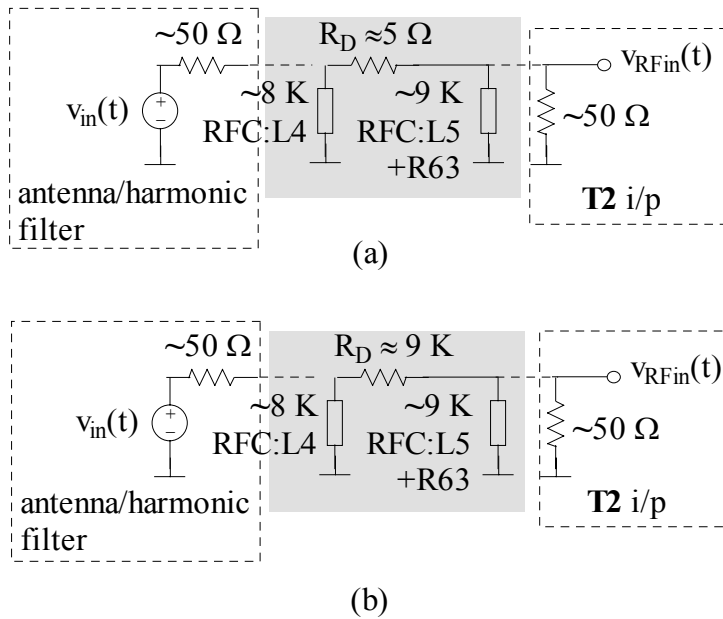 ~50 Ω
R_D ≈5 Ω
v_RFin(t)
v_in(t)
+
−
~8 K
RFC:L4
~9 K
RFC:L5
+R63
~50 Ω
antenna/harmonic
filter
T2 i/p
(a)
~50 Ω
R_D ≈ 9 K
v_RFin(t)
v_in(t)
+
−
~8 K
RFC:L4
~9 K
RFC:L5
+R63
~50 Ω
antenna/harmonic
filter
T2 i/p
(b)